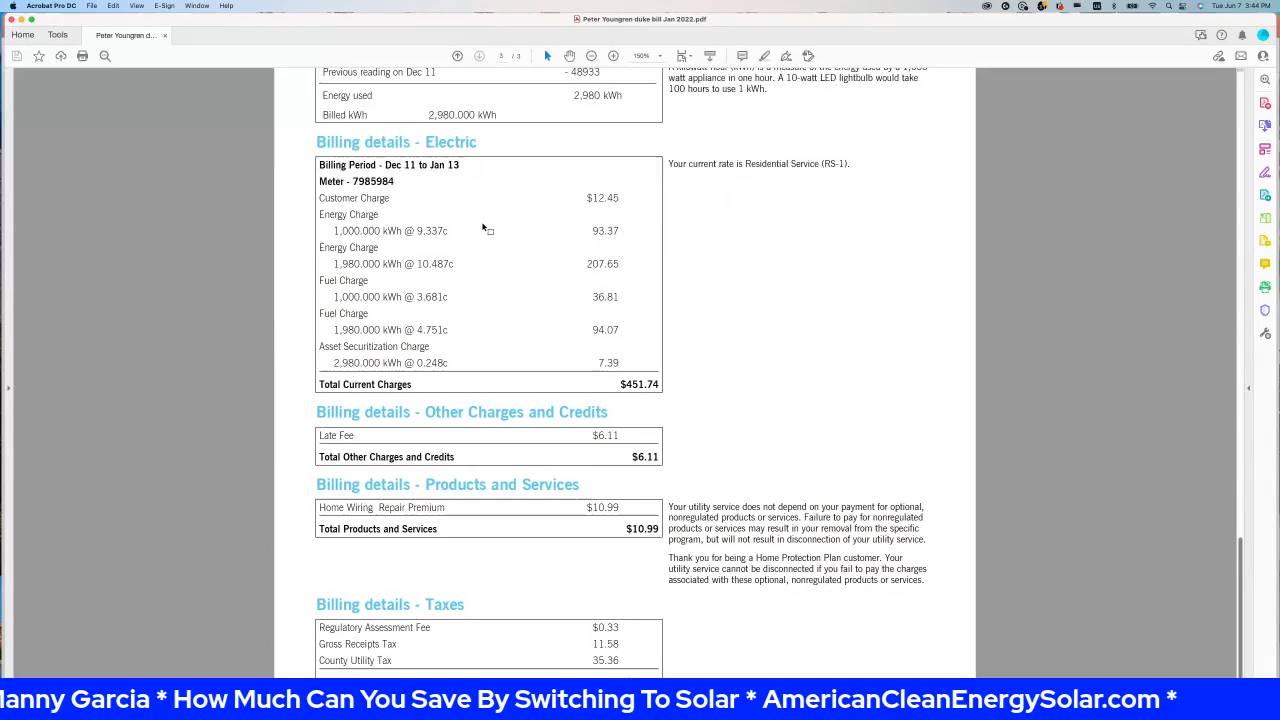 Acrobat Pro DC File Edit View E-Sign Window Help Tue Jun 7 3:44 PM
Peter Youngren duke bill Jan 2022.pdf
Home Tools Peter Youngren d... ×
3 / 3 150%
Previous reading on Dec 11 - 48933
Energy used 2,980 kWh
Billed kWh 2,980.000 kWh
watt appliance in one hour. A 10-watt LED lightbulb would take
100 hours to use 1 kWh.
Billing details - Electric
Billing Period - Dec 11 to Jan 13
Meter - 7985984
Customer Charge $12.45
Energy Charge
1,000.000 kWh @ 9.337c 93.37
Energy Charge
1,980.000 kWh @ 10.487c 207.65
Fuel Charge
1,000.000 kWh @ 3.681c 36.81
Fuel Charge
1,980.000 kWh @ 4.751c 94.07
Asset Securitization Charge
2,980.000 kWh @ 0.248c 7.39
Total Current Charges $451.74
Your current rate is Residential Service (RS-1).
Billing details - Other Charges and Credits
Late Fee $6.11
Total Other Charges and Credits $6.11
Billing details - Products and Services
Home Wiring Repair Premium $10.99
Total Products and Services $10.99
Your utility service does not depend on your payment for optional,
nonregulated products or services. Failure to pay for nonregulated
products or services may result in your removal from the specific
program, but will not result in disconnection of your utility service.
Thank you for being a Home Protection Plan customer. Your
utility service cannot be disconnected if you fail to pay the charges
associated with these optional, nonregulated products or services.
Billing details - Taxes
Regulatory Assessment Fee $0.33
Gross Receipts Tax 11.58
County Utility Tax 35.36
Manny Garcia * How Much Can You Save By Switching To Solar * AmericanCleanEnergySolar.com *